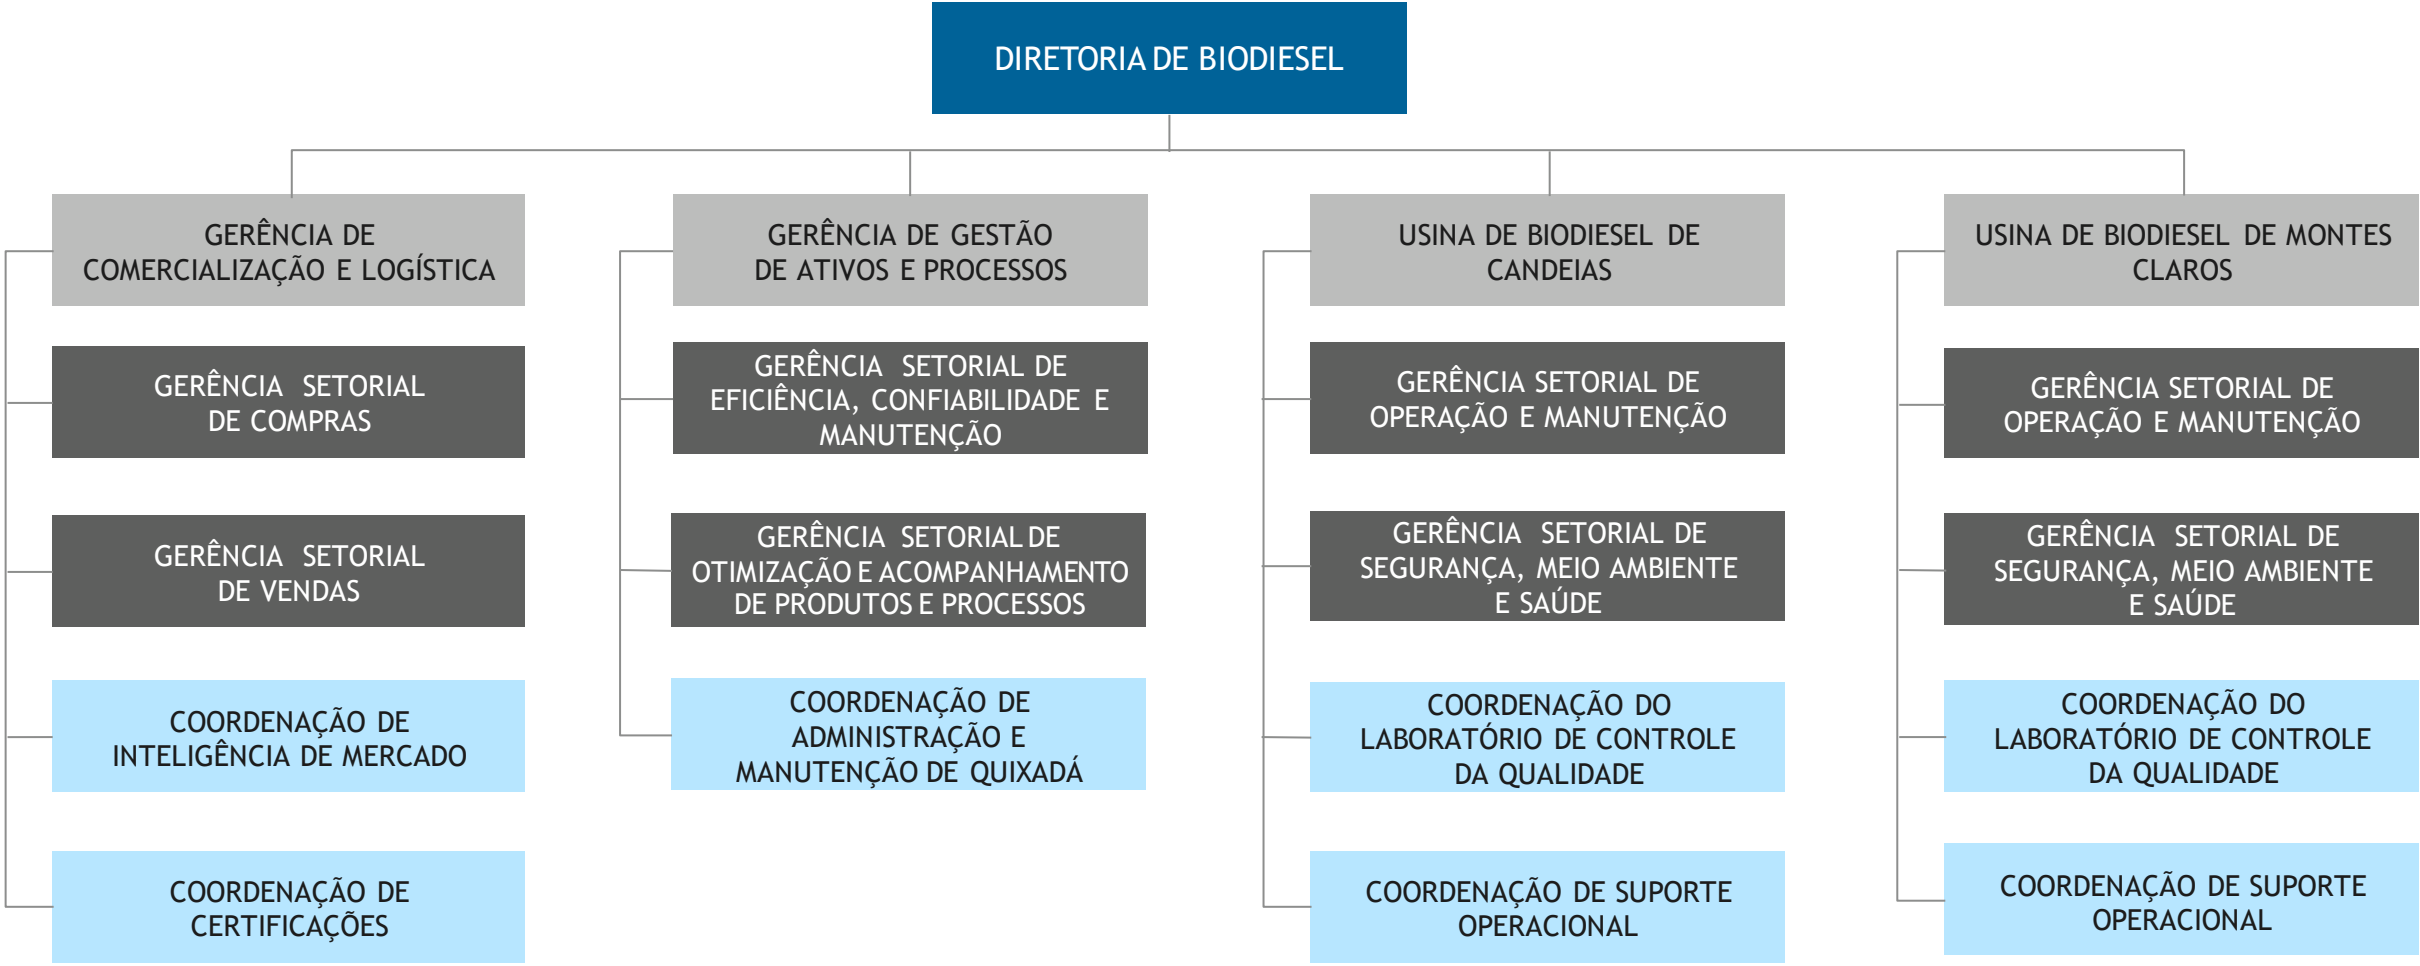 DIRETORIA DE BIODIESEL
GERÊNCIA DE
COMERCIALIZAÇÃO E LOGÍSTICA
GERÊNCIA SETORIAL
DE COMPRAS
GERÊNCIA SETORIAL
DE VENDAS
COORDENAÇÃO DE
INTELIGÊNCIA DE MERCADO
COORDENAÇÃO DE
CERTIFICAÇÕES
GERÊNCIA DE GESTÃO
DE ATIVOS E PROCESSOS
GERÊNCIA SETORIAL DE
EFICIÊNCIA, CONFIABILIDADE E
MANUTENÇÃO
GERÊNCIA SETORIAL DE
OTIMIZAÇÃO E ACOMPANHAMENTO
DE PRODUTOS E PROCESSOS
COORDENAÇÃO DE
ADMINISTRAÇÃO E
MANUTENÇÃO DE QUIXADÁ
USINA DE BIODIESEL DE
CANDEIAS
GERÊNCIA SETORIAL DE
OPERAÇÃO E MANUTENÇÃO
GERÊNCIA SETORIAL DE
SEGURANÇA, MEIO AMBIENTE
E SAÚDE
COORDENAÇÃO DO
LABORATÓRIO DE CONTROLE
DA QUALIDADE
COORDENAÇÃO DE SUPORTE
OPERACIONAL
USINA DE BIODIESEL DE MONTES
CLAROS
GERÊNCIA SETORIAL DE
OPERAÇÃO E MANUTENÇÃO
GERÊNCIA SETORIAL DE
SEGURANÇA, MEIO AMBIENTE
E SAÚDE
COORDENAÇÃO DO
LABORATÓRIO DE CONTROLE
DA QUALIDADE
COORDENAÇÃO DE SUPORTE
OPERACIONAL